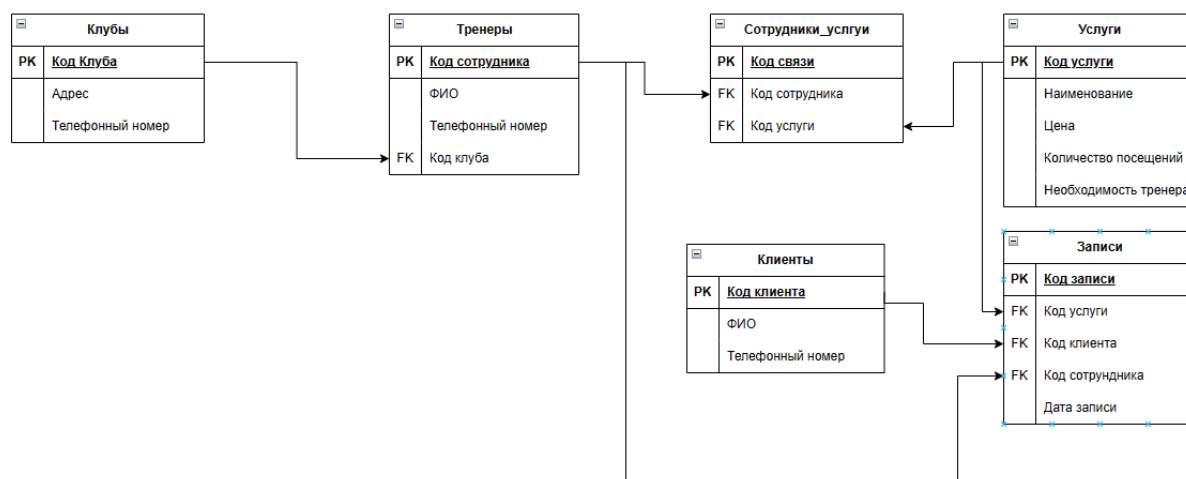 Клубы
PK Код Клуба
Адрес
Телефонный номер
Тренеры
PK Код сотрудника
ФИО
Телефонный номер
FK Код клуба
Сотрудники_услгуи
PK Код связи
FK Код сотрудника
FK Код услуги
Услуги
PK Код услуги
Наименование
Цена
Количество посещений
Необходимость тренера
Клиенты
PK Код клиента
ФИО
Телефонный номер
Записи
PK Код записи
FK Код услуги
FK Код клиента
FK Код сотрундника
Дата записи